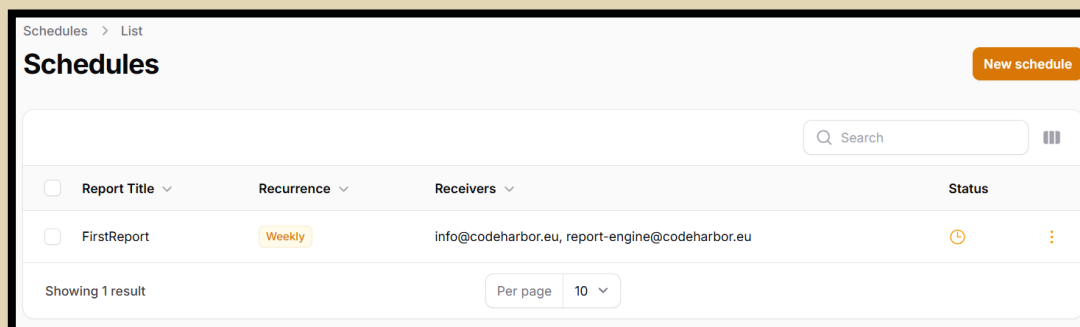 Schedules > List
Schedules
New schedule
Search
Report Title Recurrence Receivers Status
FirstReport Weekly info@codeharbor.eu, report-engine@codeharbor.eu
Showing 1 result Per page 10